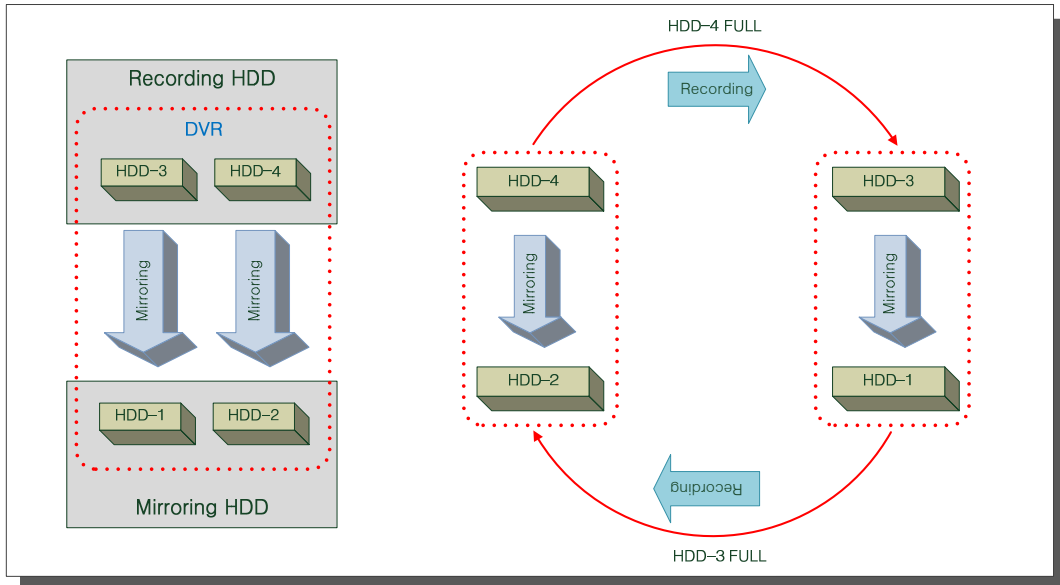 Recording HDD
DVR
HDD-3
HDD-4
Mirroring
Mirroring
HDD-1
HDD-2
Mirroring HDD
HDD-4 FULL
Recording
HDD-4
HDD-3
Mirroring
Mirroring
HDD-2
HDD-1
Recording
HDD-3 FULL